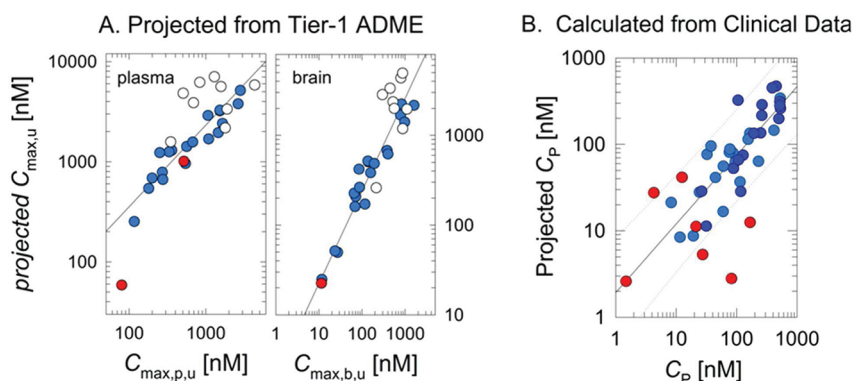 A. Projected from Tier-1 ADME
B. Calculated from Clinical Data
projected Cmax,u [nM]
10000
1000
100
plasma
100
1000
Cmax,p,u [nM]
brain
1000
100
10
10
100
1000
Cmax,b,u [nM]
Projected CP [nM]
1000
100
10
1
1
10
100
1000
CP [nM]